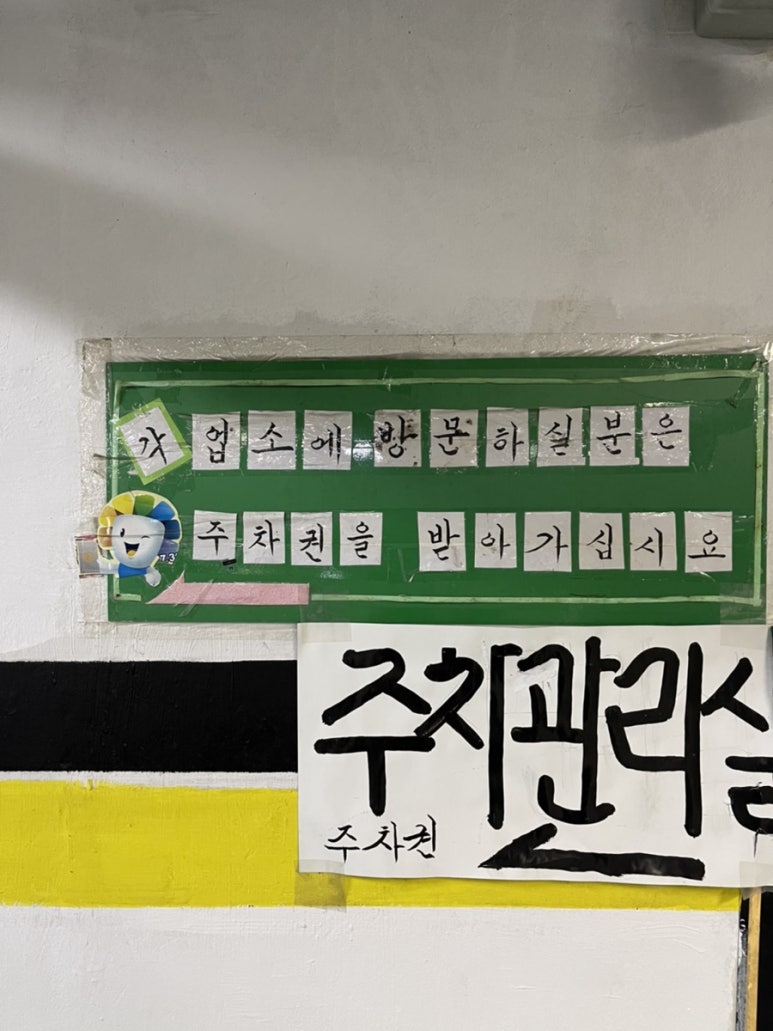 각 업소에 방문하실분은
주차권을 받아가십시요
주차관리실
주차권